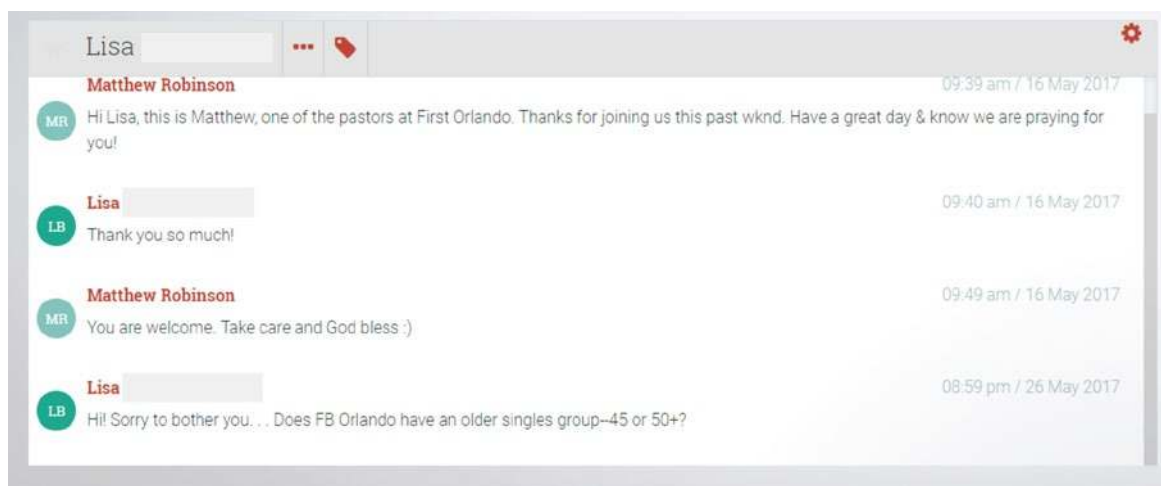 Lisa
Matthew Robinson
09:39 am / 16 May 2017
MR
Hi Lisa, this is Matthew, one of the pastors at First Orlando. Thanks for joining us this past wknd. Have a great day & know we are praying for
you!
Lisa
09:40 am / 16 May 2017
LB
Thank you so much!
Matthew Robinson
09:49 am / 16 May 2017
MR
You are welcome. Take care and God bless :)
Lisa
08:59 pm / 26 May 2017
LB
Hi! Sorry to bother you. . . Does FB Orlando have an older singles group--45 or 50+?